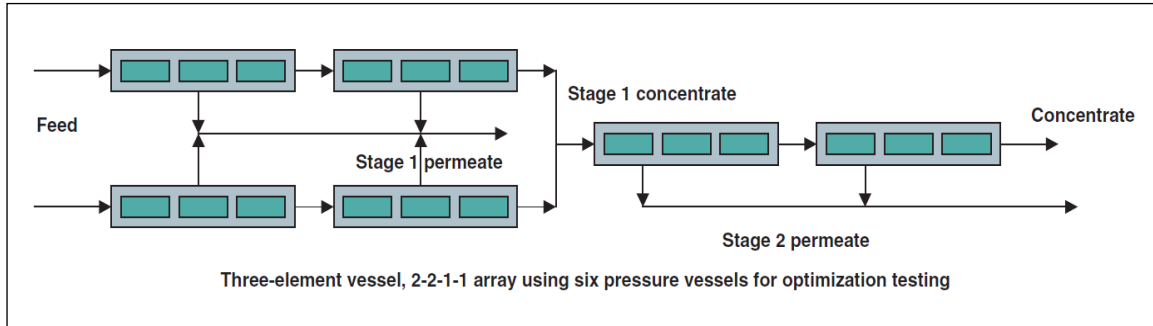 Feed
Stage 1 permeate
Stage 1 concentrate
Concentrate
Stage 2 permeate
Three-element vessel, 2-2-1-1 array using six pressure vessels for optimization testing